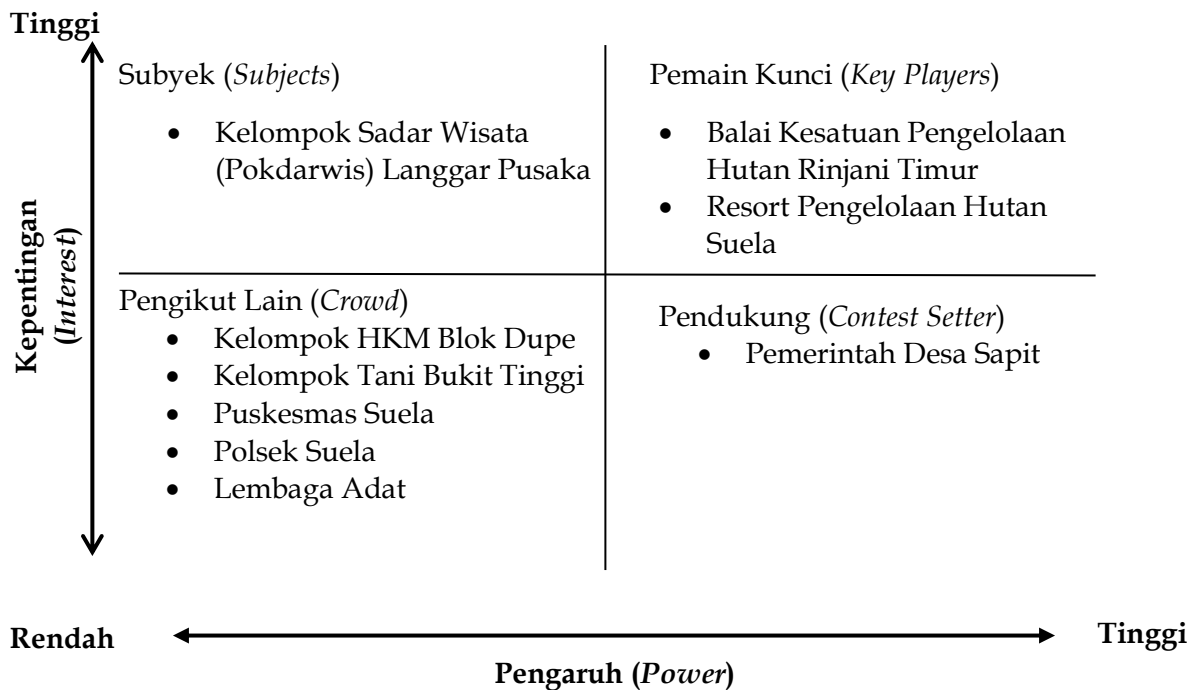 Tinggi
Subyek (Subjects)
• Kelompok Sadar Wisata
(Pokdarwis) Langgar Pusaka
Pemain Kunci (Key Players)
• Balai Kesatuan Pengelolaan
Hutan Rinjani Timur
• Resort Pengelolaan Hutan
Suela
Kepentingan
(Interest)
Pengikut Lain (Crowd)
• Kelompok HKM Blok Dupe
• Kelompok Tani Bukit Tinggi
• Puskesmas Suela
• Polsek Suela
• Lembaga Adat
Pendukung (Contest Setter)
• Pemerintah Desa Sapit
Rendah
Tinggi
Pengaruh (Power)